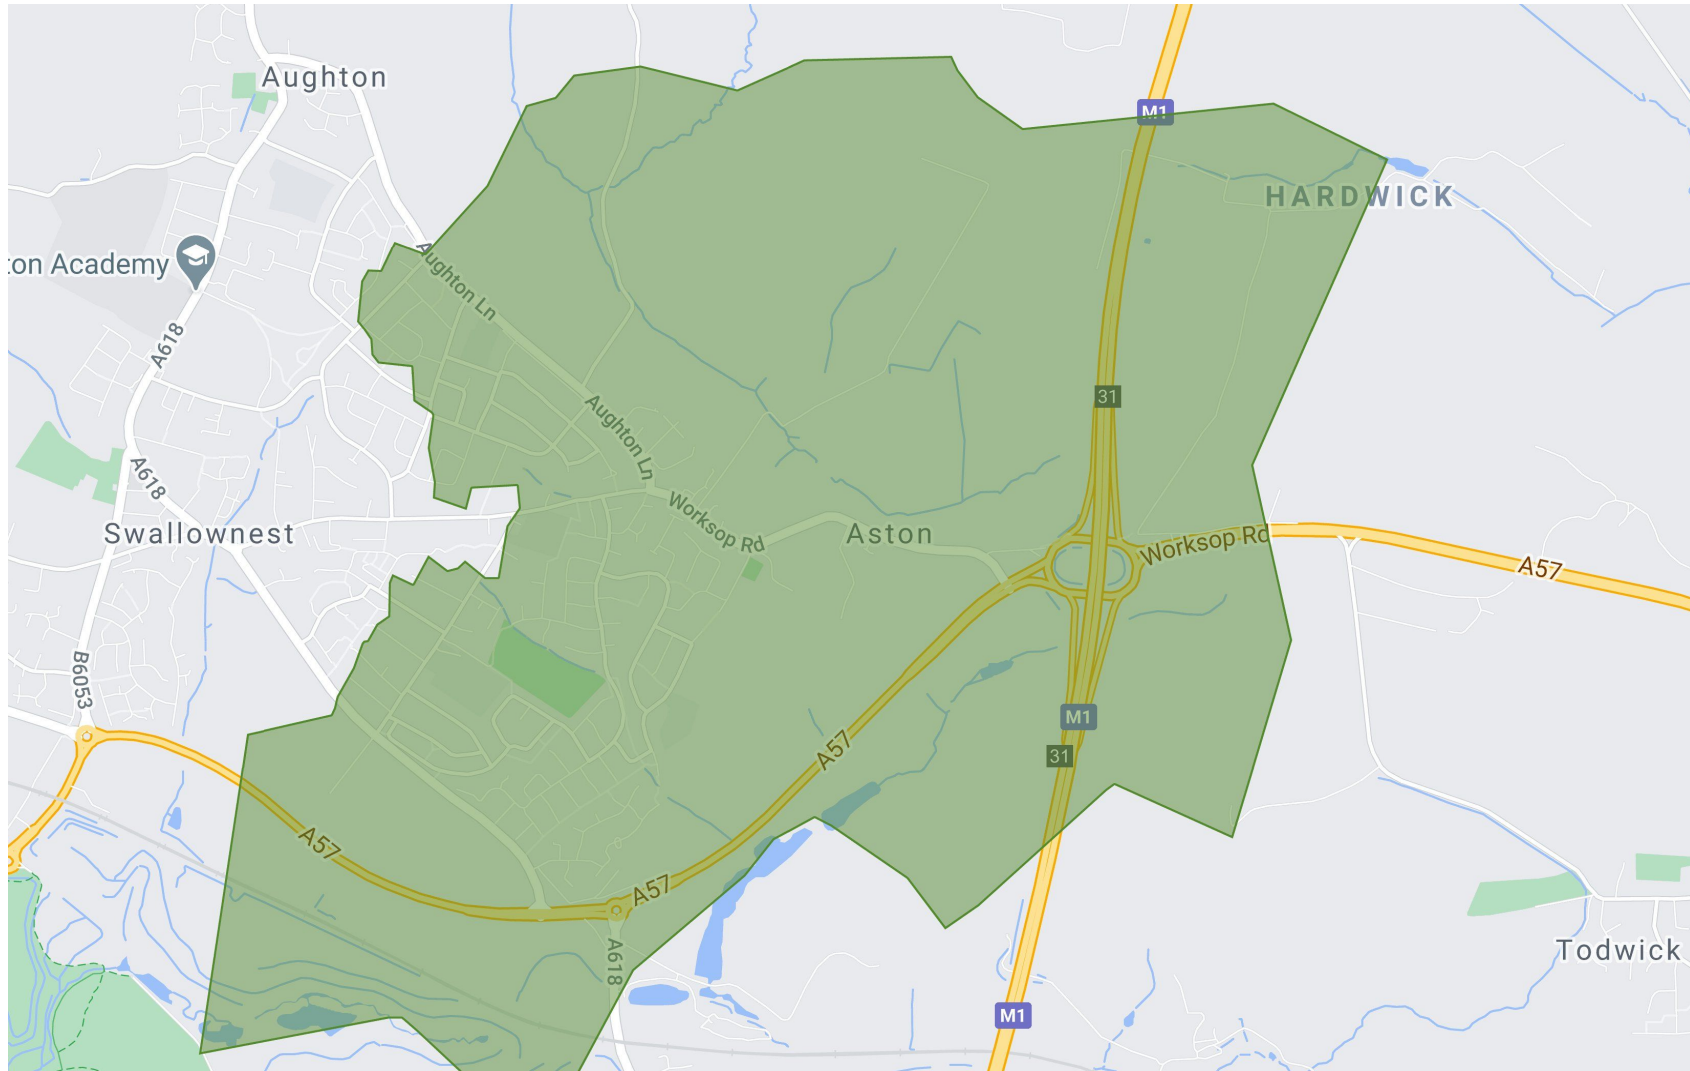 Aughton
M1
HARDWICK
Aughton Ln
ton Academy
A618
31
Aughton Ln
A618
Worksop Rd
Swallownest
Aston
Worksop Rd
A57
B6053
M1
A57
31
A57
A57
A618
Todwick
M1